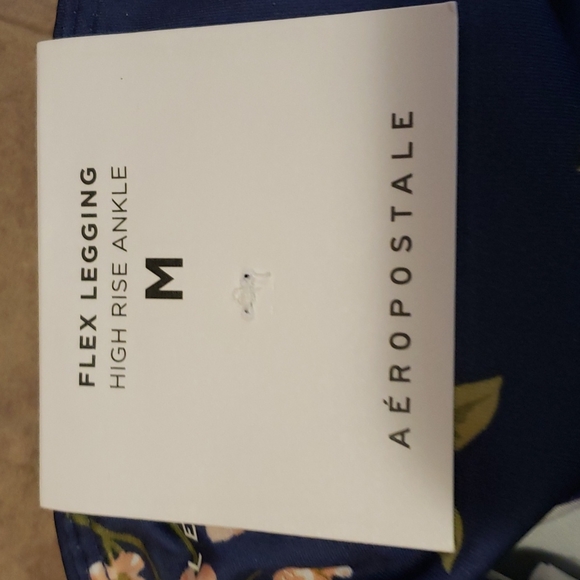 FLEX LEGGING
HIGH RISE ANKLE
M
AÉROPOSTALE